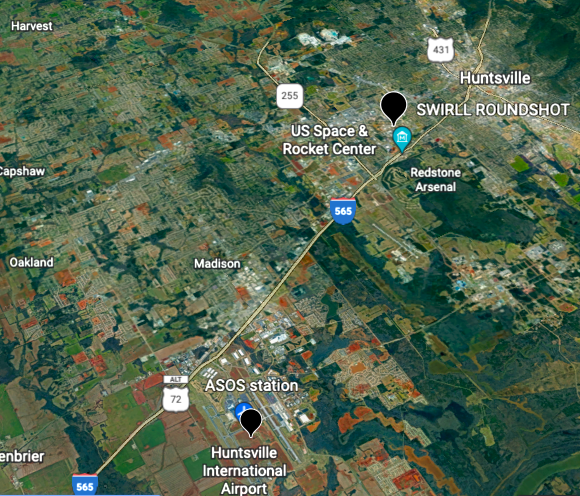 Harvest
431
Huntsville
255
SWIRLL ROUNDSHOT
US Space &
Rocket Center
Capshaw
Redstone
Arsenal
565
Oakland
Madison
ALT
72
ASOS station
Huntsville
International
Airport
enbrier
565